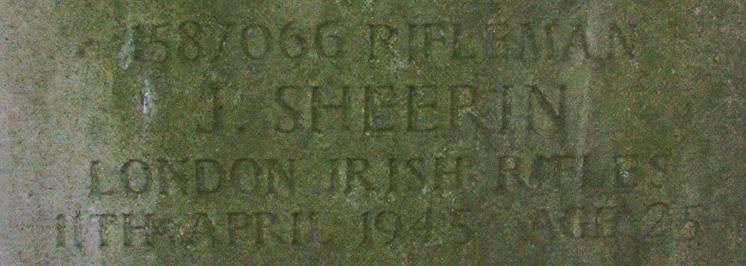 1587066 RIFLEMAN
J. SHEERIN
LONDON IRISH RIFLES
11TH APRIL 1945 AGE 25